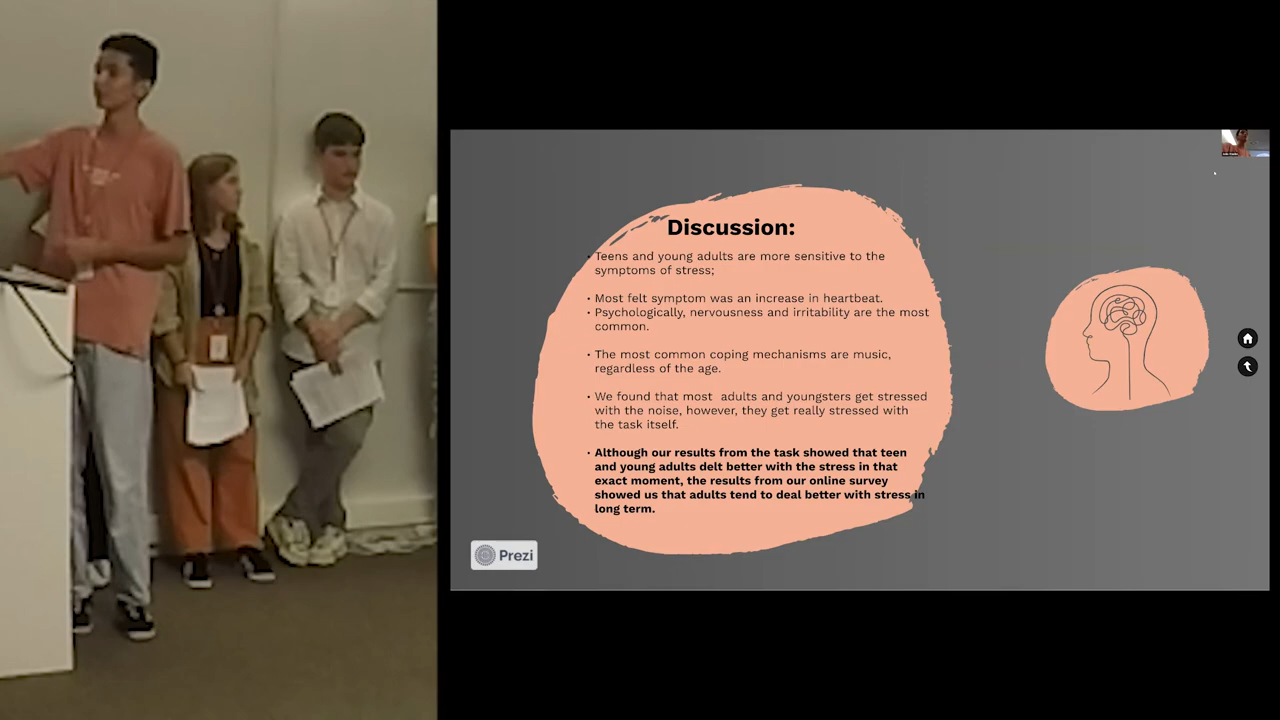 Discussion:
• Teens and young adults are more sensitive to the
symptoms of stress;
• Most felt symptom was an increase in heartbeat.
• Psychologically, nervousness and irritability are the most
common.
• The most common coping mechanisms are music,
regardless of the age.
• We found that most adults and youngsters get stressed
with the noise, however, they get really stressed with
the task itself.
• Although our results from the task showed that teen
and young adults delt better with the stress in that
exact moment, the results from our online survey
showed us that adults tend to deal better with stress in
long term.
Prezi